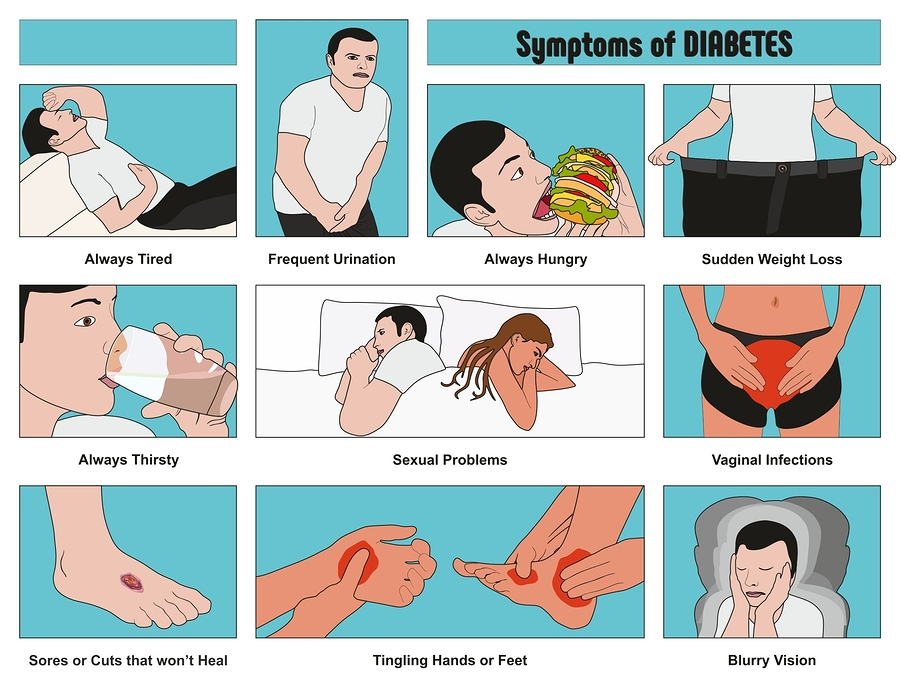 Symptoms of DIABETES
Always Tired
Frequent Urination
Always Hungry
Sudden Weight Loss
Always Thirsty
Sexual Problems
Vaginal Infections
Sores or Cuts that won’t Heal
Tingling Hands or Feet
Blurry Vision